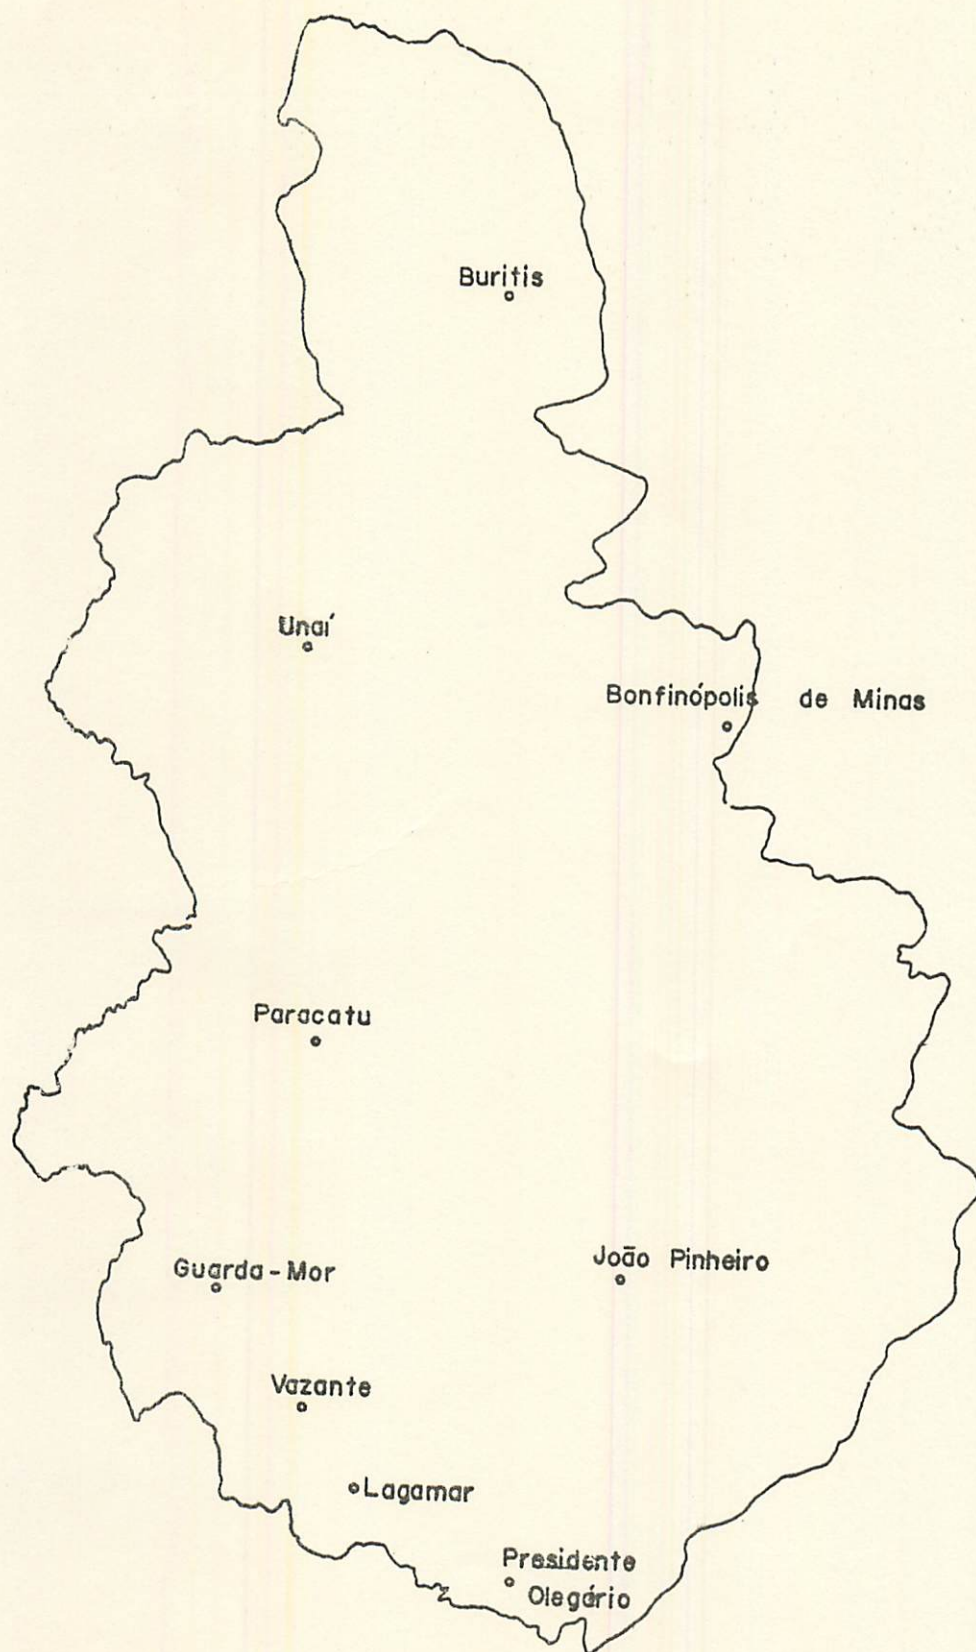 Buritis
Unaí
Bonfinópolis de Minas
Paracatu
Guarda-Mor
João Pinheiro
Vazante
Lagamar
Presidente
Olegário